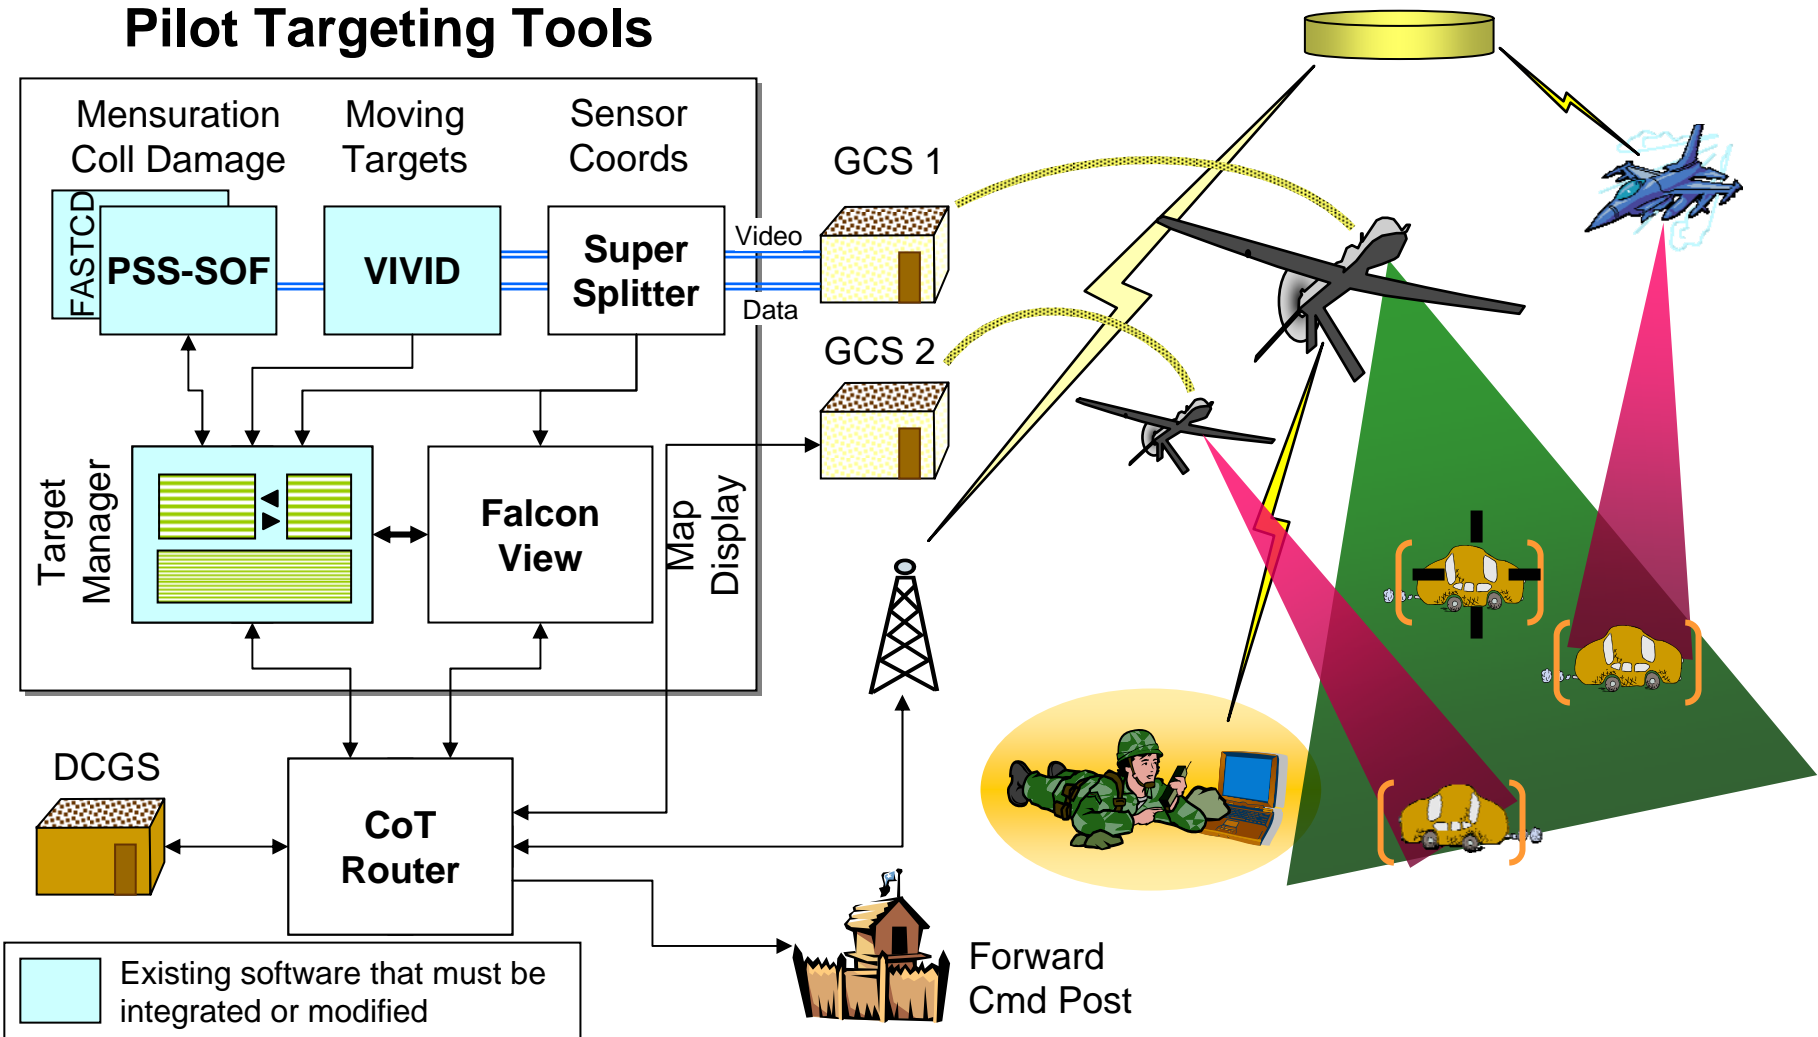 Pilot Targeting Tools
Mensuration
Coll Damage
Moving
Targets
Sensor
Coords
FASTCD
PSS-SOF
VIVID
Super
Splitter
Video
Data
GCS 1
GCS 2
Target
Manager
Falcon
View
Map
Display
DCGS
CoT
Router
Forward
Cmd Post
Existing software that must be
integrated or modified